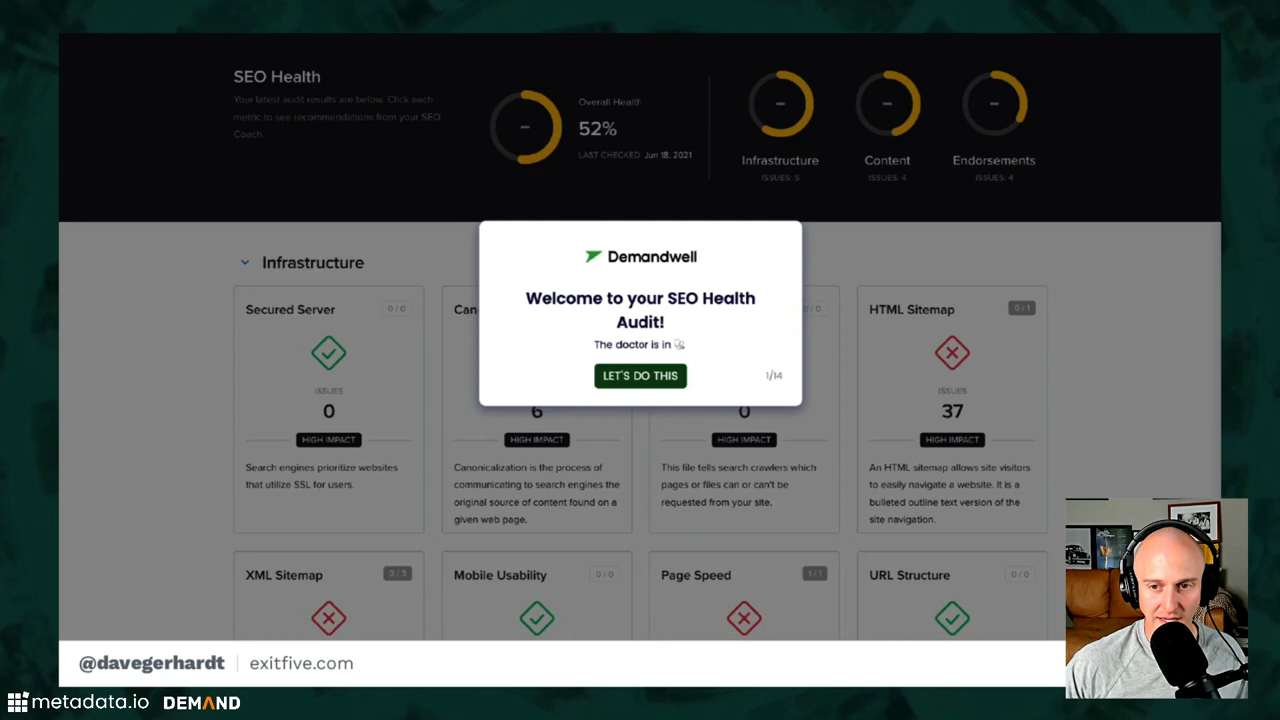 SEO Health
Your latest audit results are below. Click each
metric to see recommendations from your SEO
Coach.
-
Overall Health
52%
LAST CHECKED Jun 18, 2021
-
Infrastructure
ISSUES: 5
-
Content
ISSUES: 4
-
Endorsements
ISSUES: 4
Demandwell
Welcome to your SEO Health
Audit!
The doctor is in
LET'S DO THIS
1/14
Infrastructure
Secured Server
0 / 0
ISSUES
0
HIGH IMPACT
Search engines prioritize websites
that utilize SSL for users.
Can
6
HIGH IMPACT
Canonicalization is the process of
communicating to search engines the
original source of content found on a
given web page.
0 / 0
0
HIGH IMPACT
This file tells search crawlers which
pages or files can or can't be
requested from your site.
HTML Sitemap
0 / 1
ISSUES
37
HIGH IMPACT
An HTML sitemap allows site visitors
to easily navigate a website. It is a
bulleted outline text version of the
site navigation.
XML Sitemap
3 / 3
Mobile Usability
0 / 0
Page Speed
1 / 1
URL Structure
0 / 0
@davegerhardt
exitfive.com
metadata.io
DEMAND